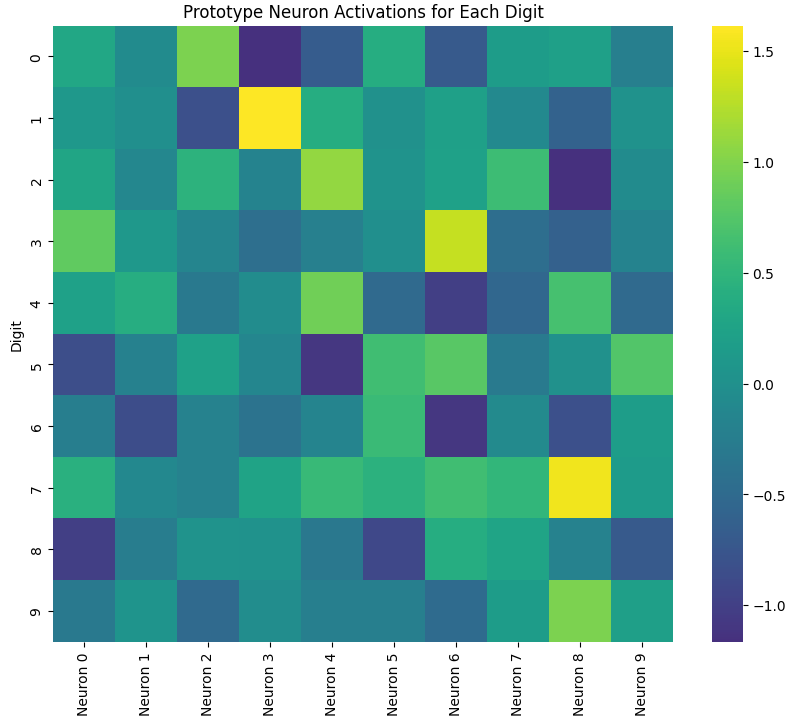 Prototype Neuron Activations for Each Digit
Digit
0
1
2
3
4
5
6
7
8
9
Neuron 0
Neuron 1
Neuron 2
Neuron 3
Neuron 4
Neuron 5
Neuron 6
Neuron 7
Neuron 8
Neuron 9
1.5
1.0
0.5
0.0
−0.5
−1.0